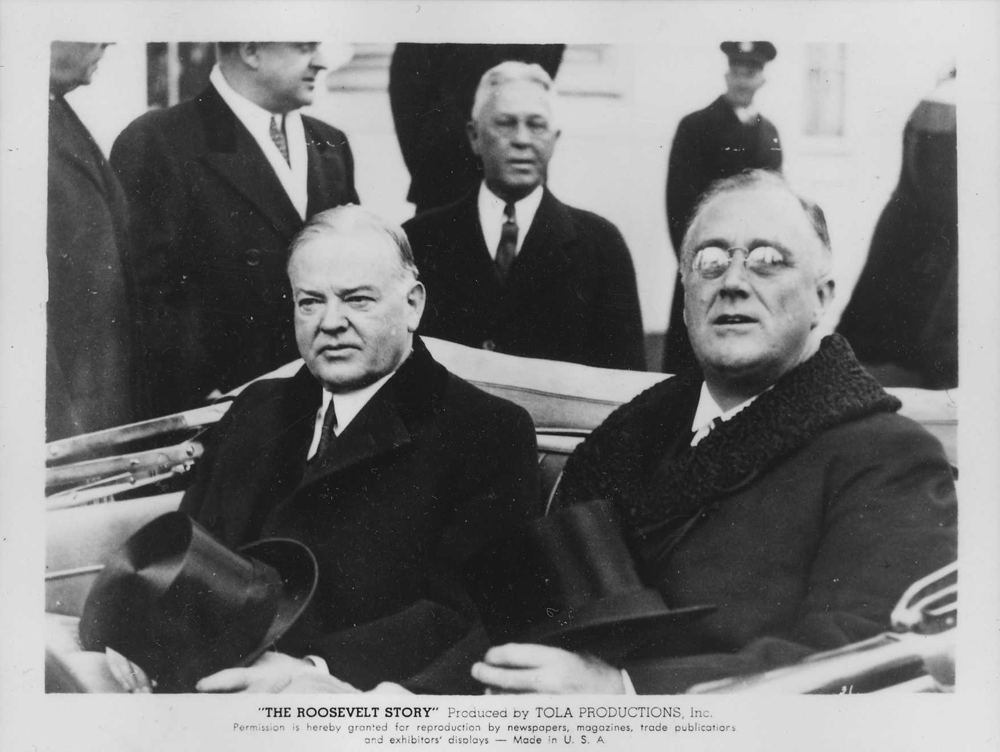 "THE ROOSEVELT STORY" Produced by TOLA PRODUCTIONS, Inc.
Permission is hereby granted for reproduction by newspapers, magazines, trade publications
and exhibitors' displays — Made in U. S. A.
31